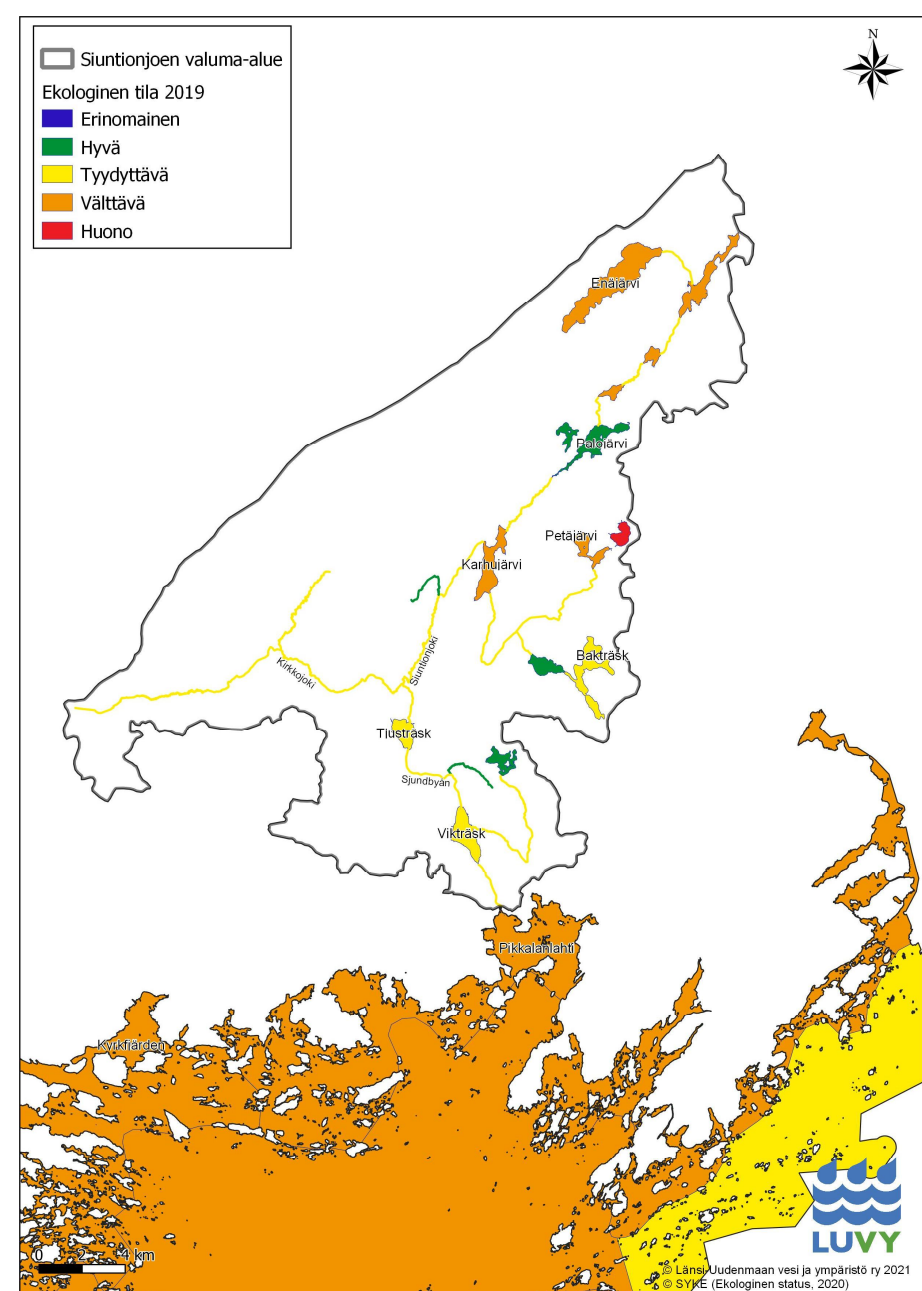 Siuntionjoen valuma-alue
Ekologinen tila 2019
Erinomainen
Hyvä
Tyydyttävä
Välttävä
Huono
N
Enäjärvi
Palojärvi
Petäjärvi
Karhujärvi
Siuntionjoki
Kirkkojoki
Bakträsk
Tjusträsk
Sjundbyån
Vikträsk
Pikkalanlahti
Kyrkfjärden
LUVY
0 2 4 km
© Länsi-Uudenmaan vesi ja ympäristö ry 2021
© SYKE (Ekologinen status, 2020)